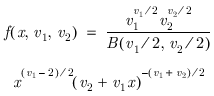 f(x, v₁, v₂) = v₁^(v₁/2) v₂^(v₂/2) / B(v₁/2, v₂/2)
x^((v₁−2)/2) (v₂ + v₁x)^(−(v₁+v₂)/2)